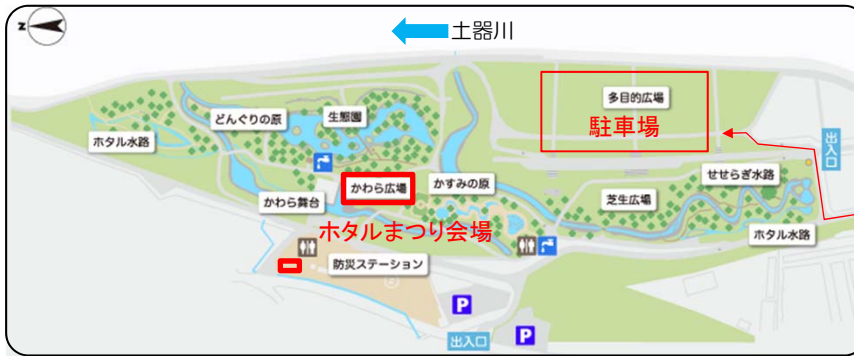 z
土器川
多目的広場
駐車場
出入口
どんぐりの原
生態園
ホタル水路
かわら広場
かすみの原
せせらぎ水路
かわら舞台
芝生広場
ホタルまつり会場
ホタル水路
防災ステーション
P
出入口
P